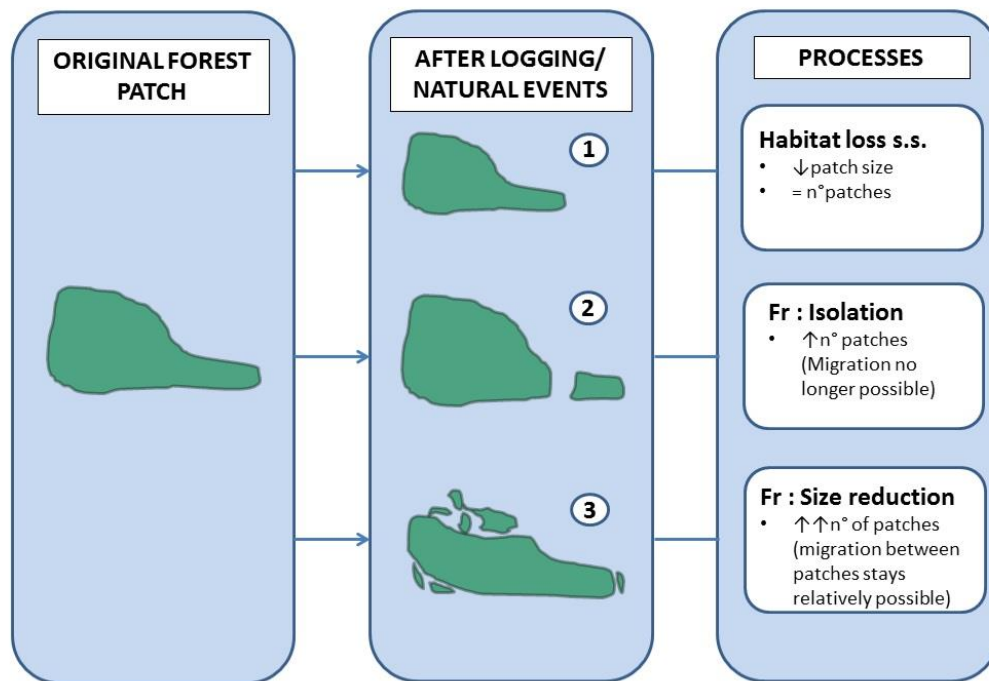 ORIGINAL FOREST
PATCH
AFTER LOGGING/
NATURAL EVENTS
PROCESSES
1
Habitat loss s.s.
• ↓patch size
• = n°patches
2
Fr : Isolation
• ↑n° patches
(Migration no
longer possible)
3
Fr : Size reduction
• ↑↑n° of patches
(migration between
patches stays
relatively possible)